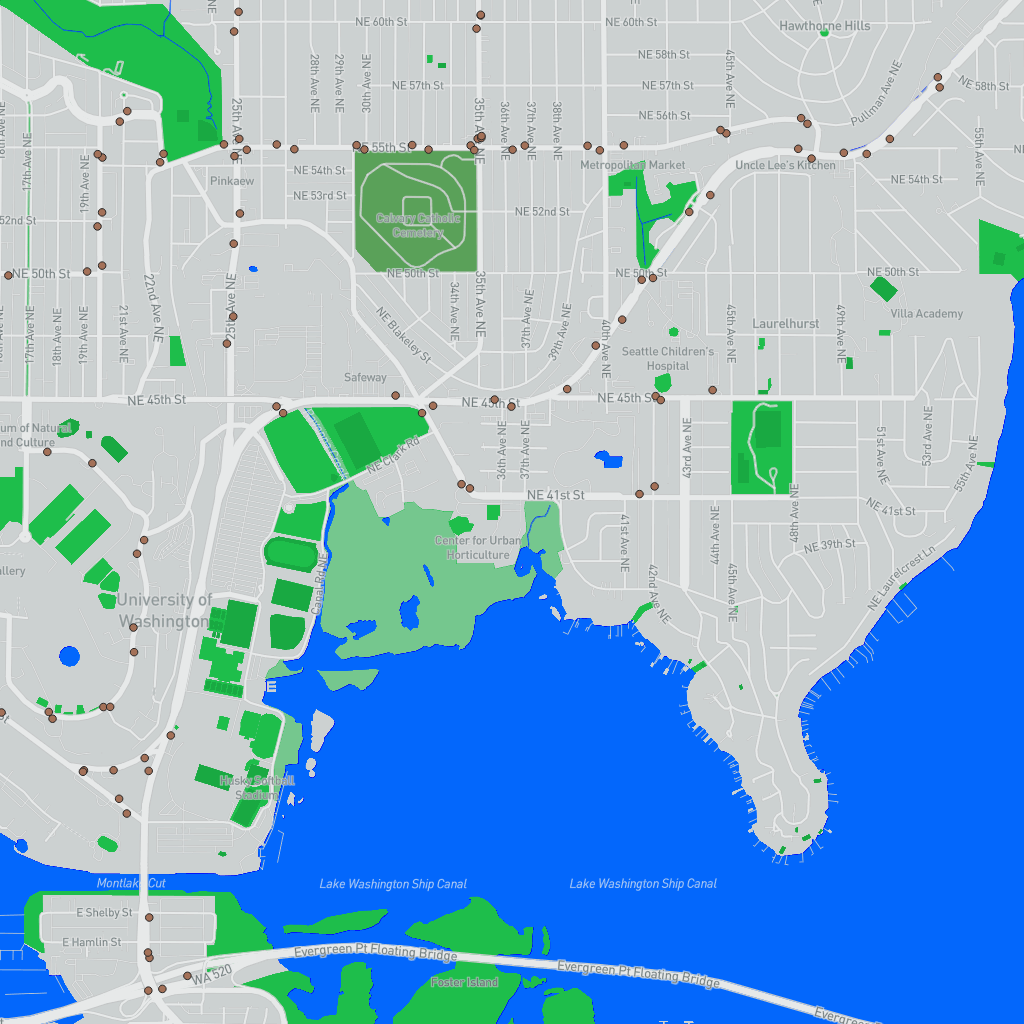 NE 60th St
NE 60th St
Hawthorne Hills
NE 58th St
28th Ave NE
29th Ave NE
30th Ave NE
45th Ave NE
NE 57th St
NE 57th St
NE 58th St
Pullman Ave NE
25th Ave NE
35th Ave NE
36th Ave NE
37th Ave NE
38th Ave NE
NE 56th St
17th Ave NE
19th Ave NE
55th Ave NE
55th St
NE 54th St
Metropolitan Market
Uncle Lee's Kitchen
Pinkaew
NE 53rd St
NE 54th St
52nd St
Calvary Catholic
Cemetery
NE 52nd St
NE 50th St
NE 50th St
NE 50th St
NE 50th St
22nd Ave NE
25th Ave NE
34th Ave NE
35th Ave NE
37th Ave NE
39th Ave NE
40th Ave NE
45th Ave NE
49th Ave NE
17th Ave NE
18th Ave NE
19th Ave NE
21st Ave NE
NE Blakeley St
Laurelhurst
Villa Academy
Seattle Children's
Hospital
Safeway
NE 45th St
NE 45th St
NE 45th St
um of Natural
nd Culture
NE Clark Rd
36th Ave NE
37th Ave NE
43rd Ave NE
51st Ave NE
53rd Ave NE
55th Ave NE
NE 41st St
NE 41st St
48th Ave NE
41st Ave NE
44th Ave NE
NE 39th St
Center for Urban
Horticulture
allery
Canal Rd NE
42nd Ave NE
45th Ave NE
NE Laurelcrest Ln
University of
Washington
Husky Softball
Stadium
Montlake Cut
Lake Washington Ship Canal
Lake Washington Ship Canal
E Shelby St
E Hamlin St
WA 520
Evergreen Pt Floating Bridge
Evergreen Pt Floating Bridge
Foster Island
Evergreen